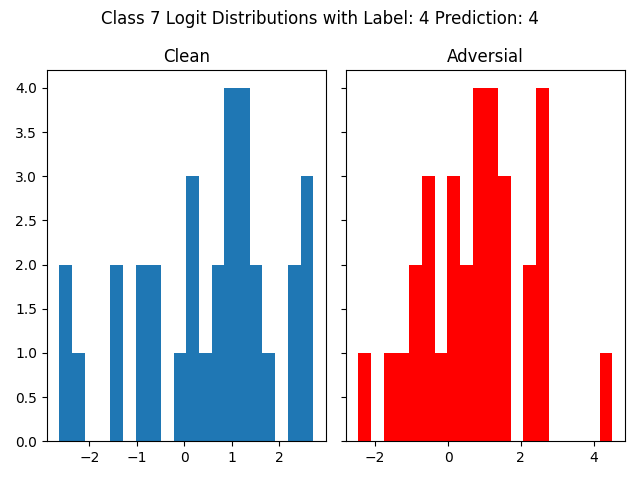 Class 7 Logit Distributions with Label: 4 Prediction: 4
Clean
Adversial
4.0
3.5
3.0
2.5
2.0
1.5
1.0
0.5
0.0
−2 −1 0 1 2
−2 0 2 4